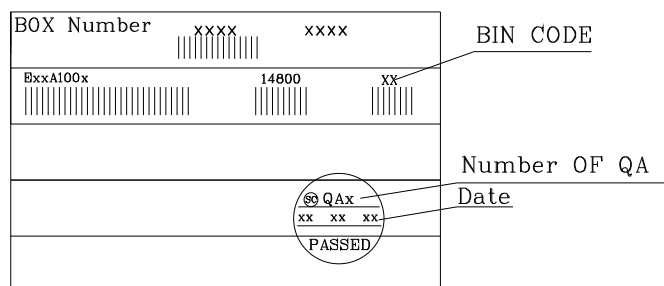 BOX Number xxxx xxxx
BIN CODE
ExxA100x 14800 XX
Number OF QA
QAx
Date
xx xx xx
PASSED